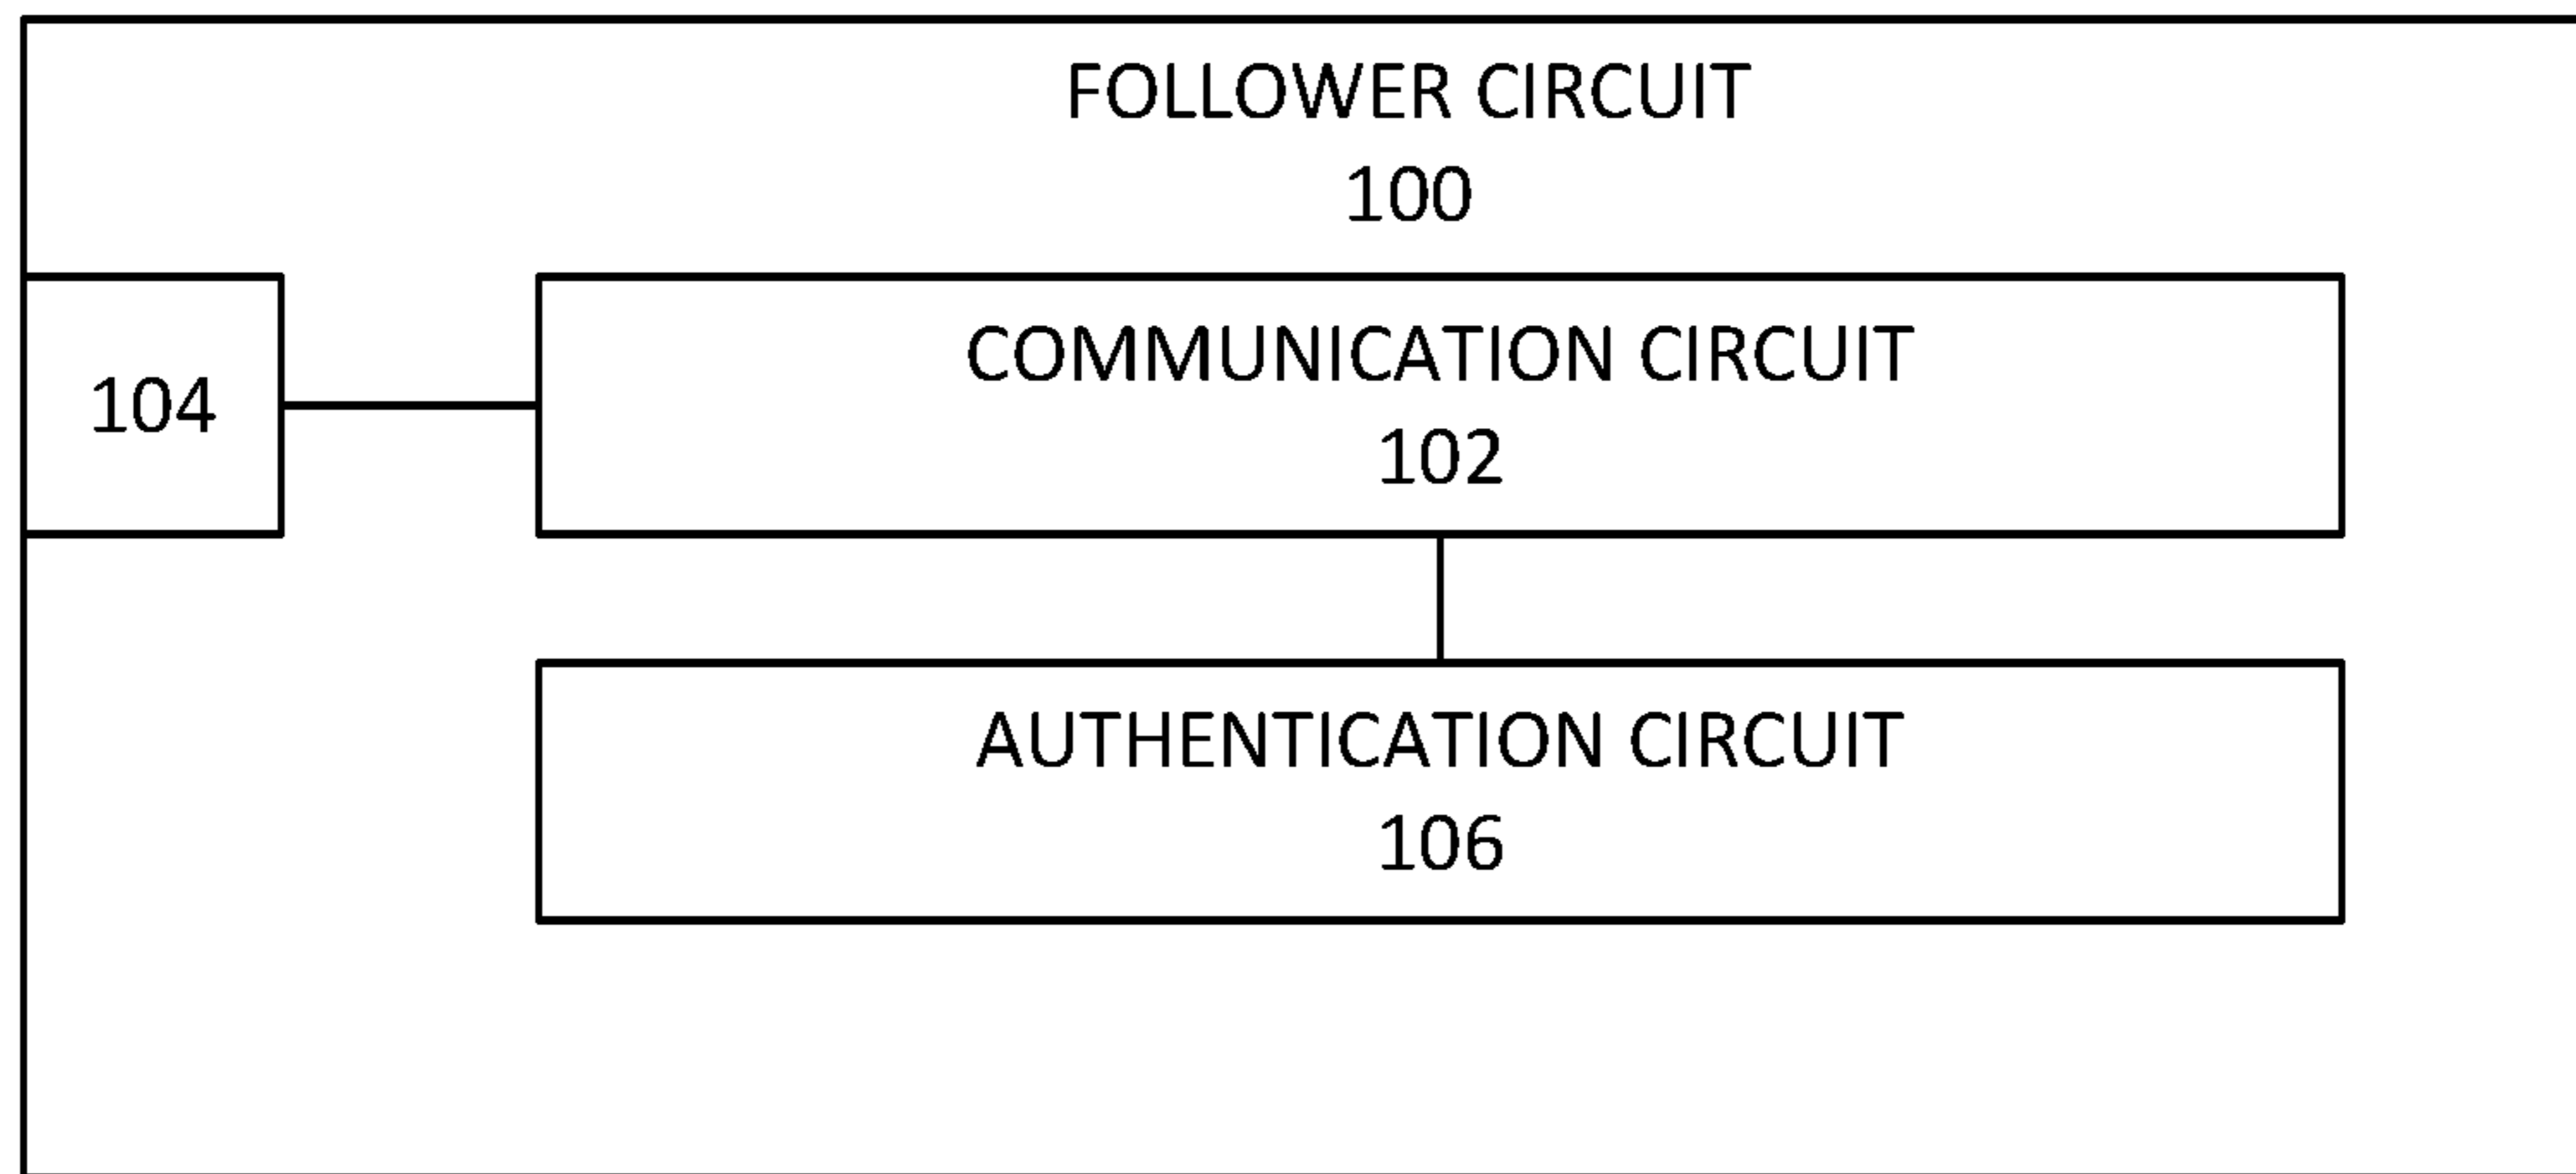 FOLLOWER CIRCUIT
100
104
COMMUNICATION CIRCUIT
102
AUTHENTICATION CIRCUIT
106